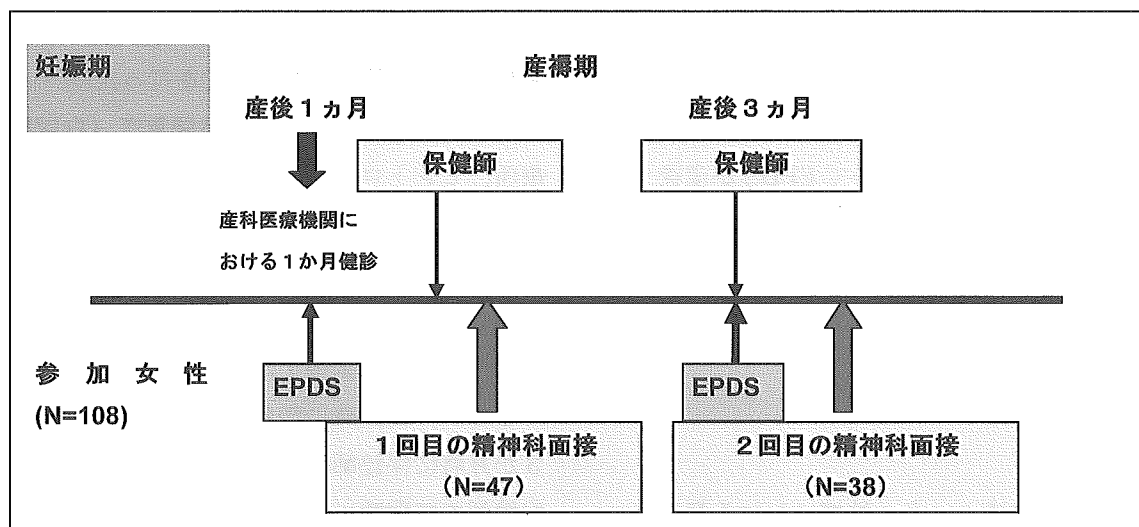 妊娠期
産褥期
産後1ヵ月
産後3ヵ月
保健師
保健師
産科医療機関に
おける1か月健診
参加女性
(N=108)
EPDS
EPDS
1回目の精神科面接
(N=47)
2回目の精神科面接
(N=38)